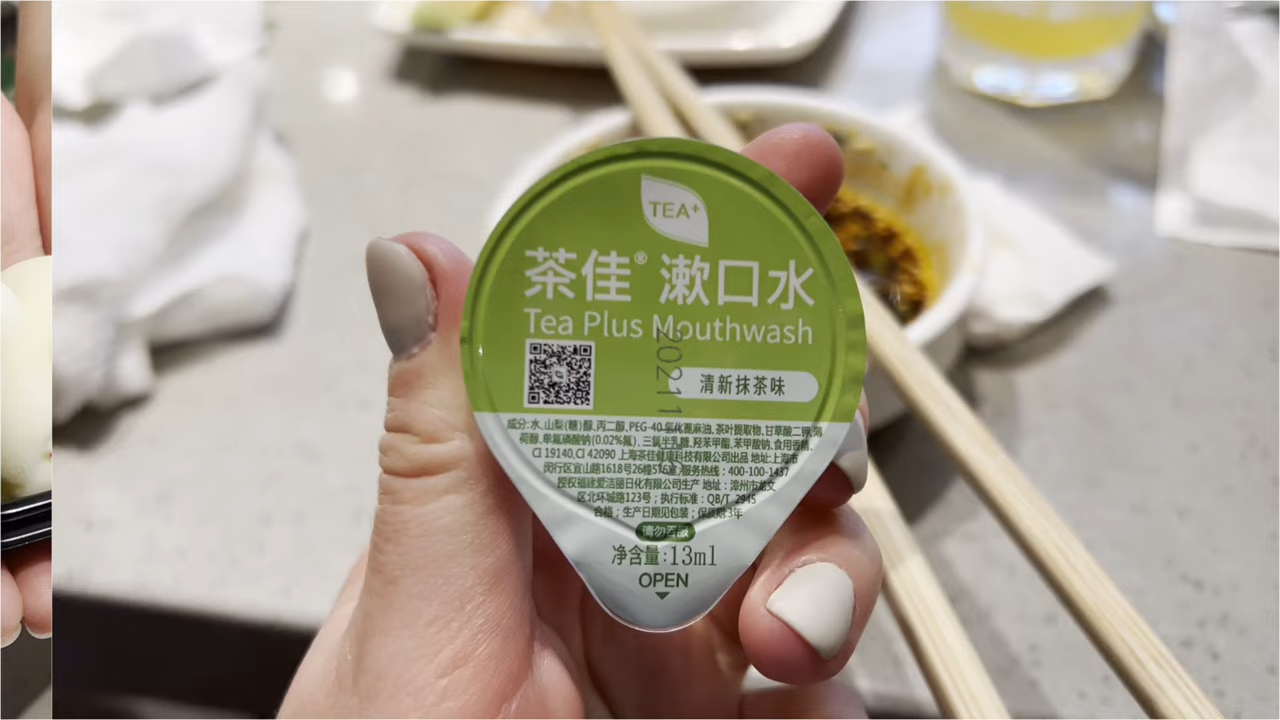 TEA+
茶佳® 漱口水
Tea Plus Mouthwash
清新抹茶味
202111
成分:水,山梨(糖)醇,丙二醇,PEG-40氢化蓖麻油,茶叶提取物,甘草酸二钾,薄
荷醇,单氟磷酸钠(0.02%氟),三氯半乳糖,羟苯甲酯,苯甲酸钠,食用香精,
CI 19140,CI 42090 上海茶佳健康科技有限公司出品 地址:上海市
闵行区宜山路1618号26幢576室;服务热线:400-100-1437
授权福建爱洁丽日化有限公司生产 地址:漳州市龙文
区北环城路123号;执行标准:QB/T 2945
合格;生产日期见包装;保质期3年
请勿吞服
净含量:13ml
OPEN